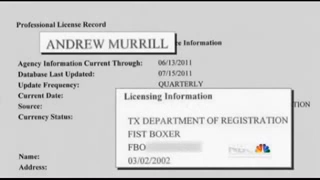 Professional License Record
ANDREW MURRILL
Information
Agency Information Current Through: 06/13/2011
Database Last Updated: 07/15/2011
Update Frequency: QUARTERLY
Current Date:
Source:
Currency Status:
TION
Licensing Information
TX DEPARTMENT OF REGISTRATION
FIST BOXER
FBO
03/02/2002
Name:
Address: